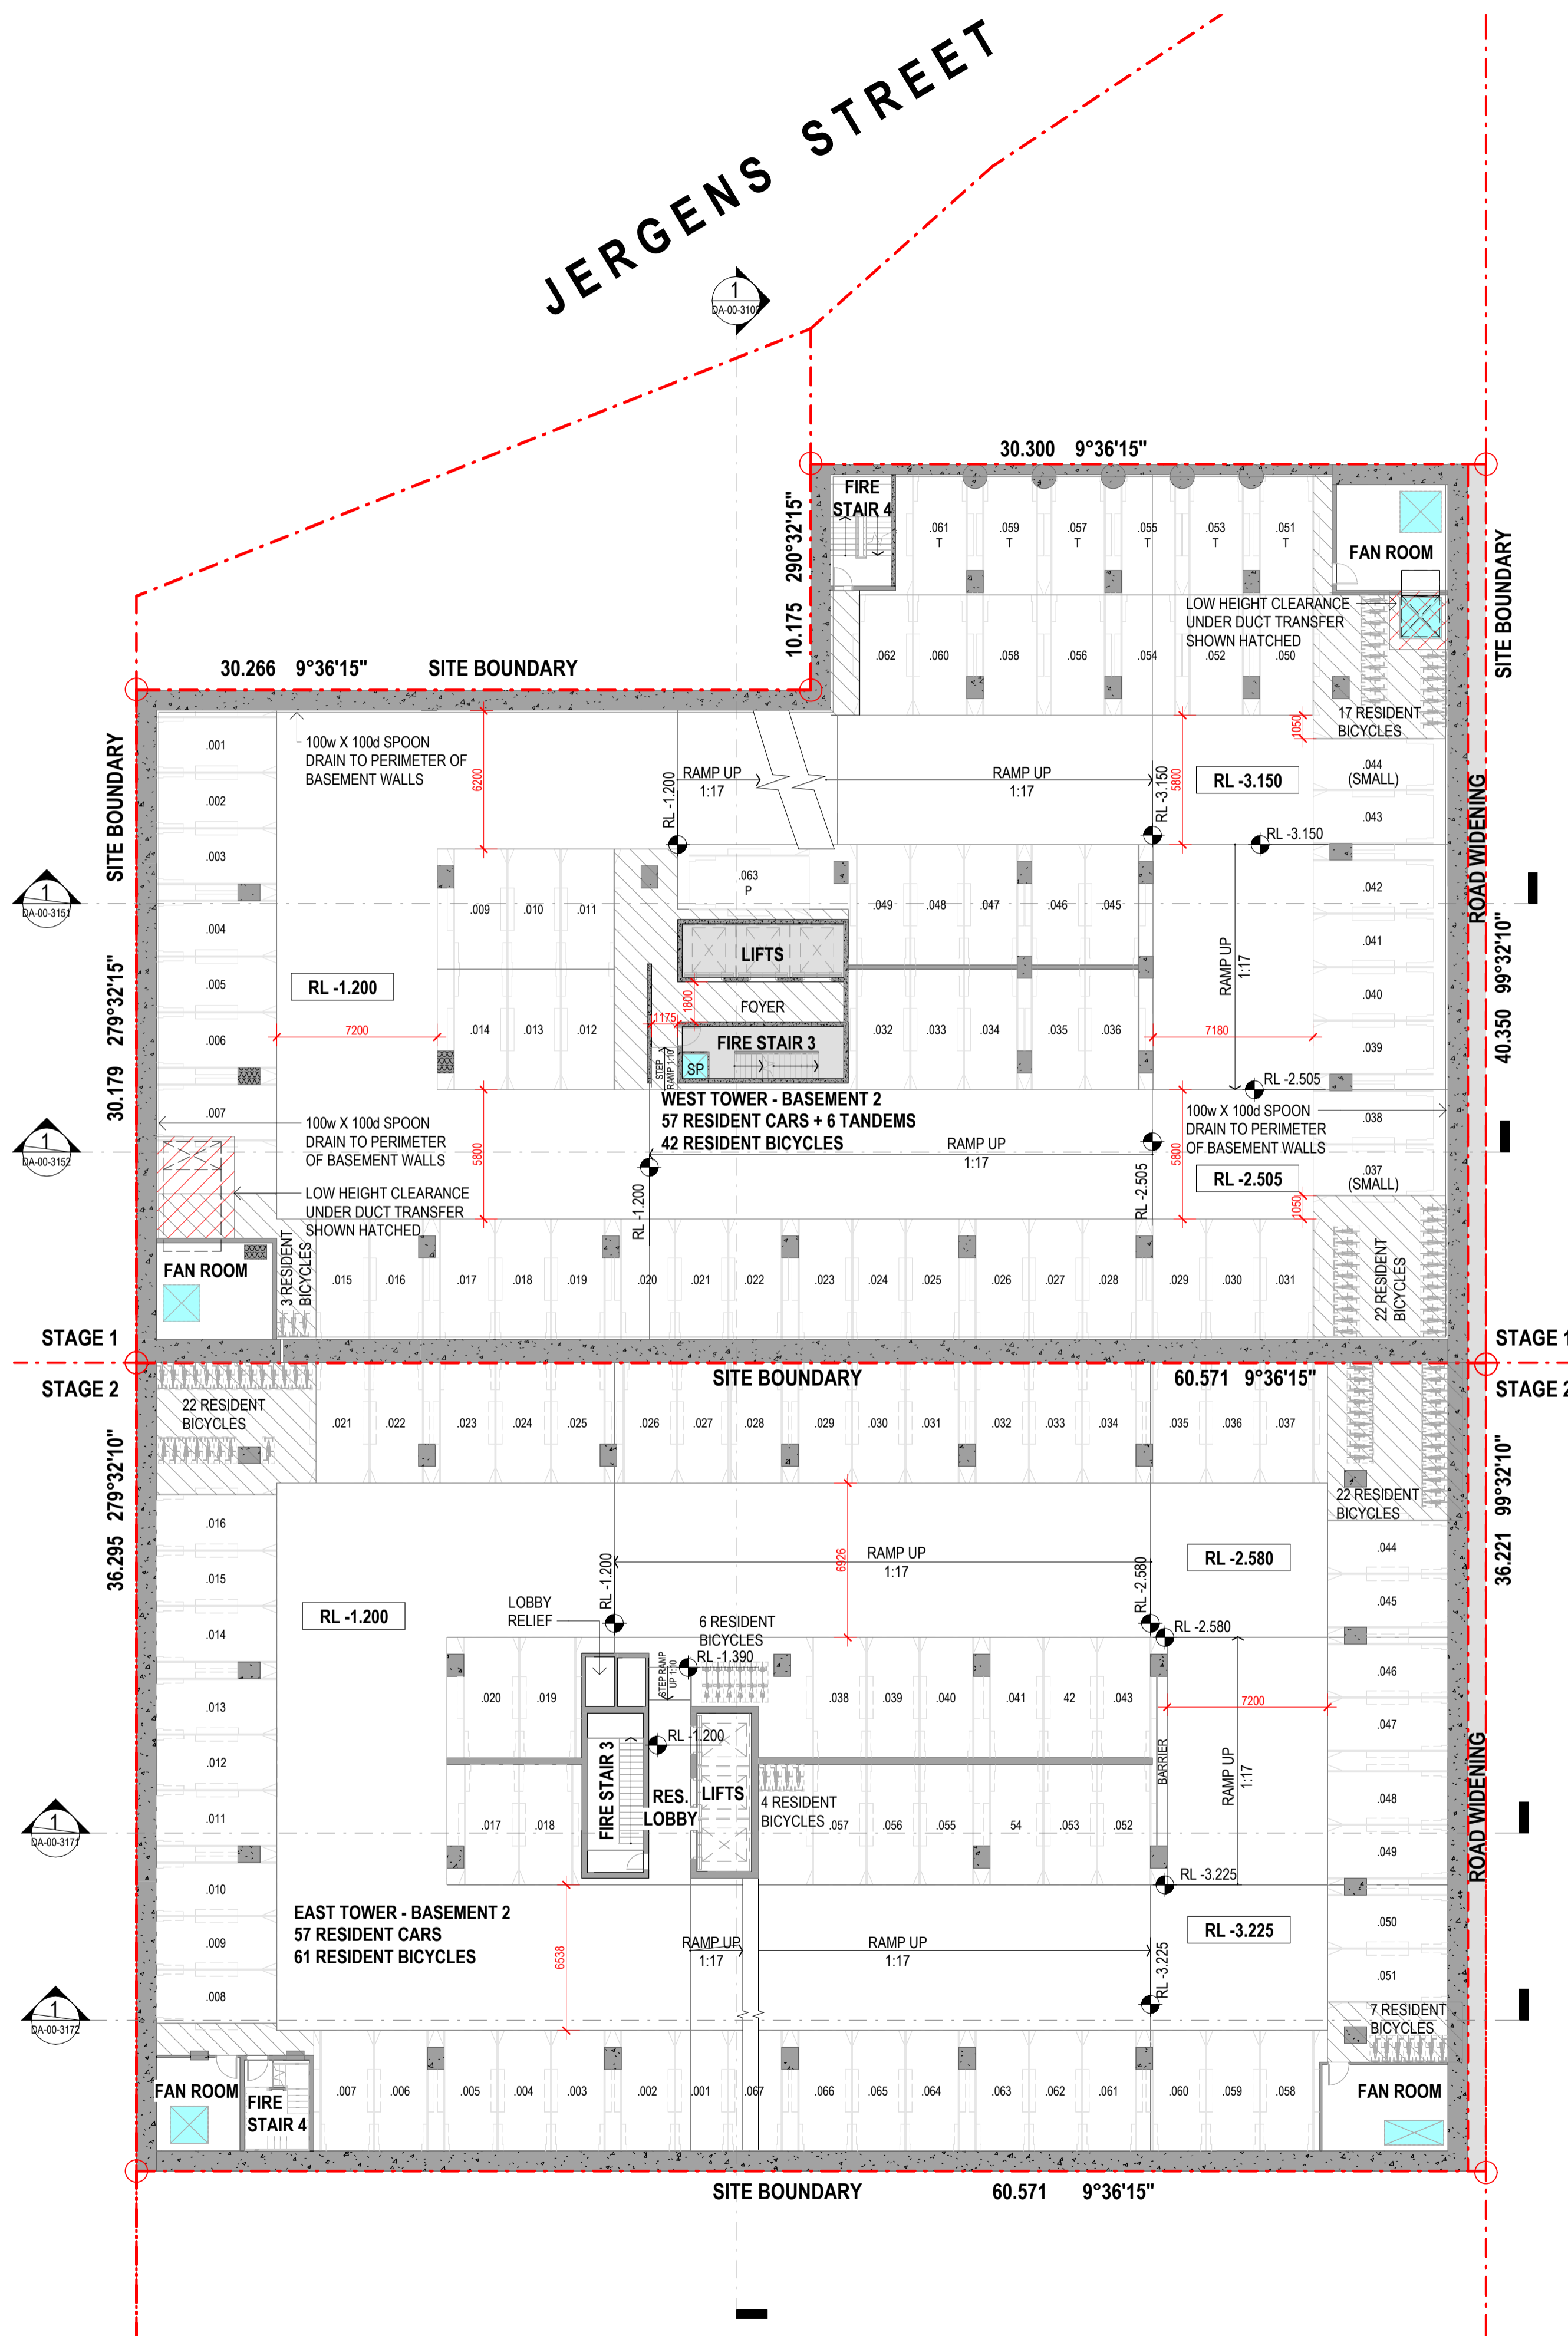 JERGENS STREET
1
DA-00-3100
30.300 9°36'15"
10.175 290°32'15"
FIRE
STAIR 4
.061
T
.059
T
.057
T
.055
T
.053
T
.051
T
FAN ROOM
SITE BOUNDARY
LOW HEIGHT CLEARANCE
UNDER DUCT TRANSFER
SHOWN HATCHED
.062
.060
.058
.056
.054
.052
.050
17 RESIDENT
BICYCLES
30.266 9°36'15" SITE BOUNDARY
SITE BOUNDARY
100w X 100d SPOON
DRAIN TO PERIMETER OF
BASEMENT WALLS
.001
.002
.003
.004
.005
.006
.007
6200
RAMP UP
1:17
RL -1.200
RAMP UP
1:17
RL -3.150
5800
1050
RL -3.150
RL -3.150
.044
(SMALL)
.043
.042
.041
.040
.039
.038
.037
(SMALL)
ROAD WIDENING
40.350 99°32'10"
1
DA-00-3151
30.179 279°32'15"
.063
P
.009
.010
.011
.049
.048
.047
.046
.045
LIFTS
RAMP UP
1:17
RL -1.200
7200
1800
FOYER
1175
.014
.013
.012
FIRE STAIR 3
SP
STEP
RAMP 1:10
.032
.033
.034
.035
.036
7180
RL -2.505
WEST TOWER - BASEMENT 2
57 RESIDENT CARS + 6 TANDEMS
42 RESIDENT BICYCLES
RAMP UP
1:17
100w X 100d SPOON
DRAIN TO PERIMETER
OF BASEMENT WALLS
5800
100w X 100d SPOON
DRAIN TO PERIMETER
OF BASEMENT WALLS
5800
1
DA-00-3152
LOW HEIGHT CLEARANCE
UNDER DUCT TRANSFER
SHOWN HATCHED
RL -1.200
RL -2.505
RL -2.505
1050
FAN ROOM
3 RESIDENT
BICYCLES
.015
.016
.017
.018
.019
.020
.021
.022
.023
.024
.025
.026
.027
.028
.029
.030
.031
22 RESIDENT
BICYCLES
STAGE 1
STAGE 1
STAGE 2
SITE BOUNDARY
60.571 9°36'15"
STAGE 2
22 RESIDENT
BICYCLES
.021
.022
.023
.024
.025
.026
.027
.028
.029
.030
.031
.032
.033
.034
.035
.036
.037
22 RESIDENT
BICYCLES
36.295 279°32'10"
36.221 99°32'10"
.016
.015
.014
.013
.012
.011
.010
.009
.008
RL -1.200
LOBBY
RELIEF
RL -1.200
6926
RAMP UP
1:17
RL -2.580
RL -2.580
RL -2.580
.044
.045
.046
.047
.048
.049
.050
.051
6 RESIDENT
BICYCLES
RL -1.390
STEP RAMP
UP 1:10
.020
.019
.038
.039
.040
.041
42
.043
7200
RL -1.200
FIRE STAIR 3
RES.
LOBBY
LIFTS
BARRIER
RAMP UP
1:17
ROAD WIDENING
4 RESIDENT
BICYCLES
.017
.018
.057
.056
.055
54
.053
.052
1
DA-00-3171
RL -3.225
EAST TOWER - BASEMENT 2
57 RESIDENT CARS
61 RESIDENT BICYCLES
6538
RAMP UP
1:17
RAMP UP
1:17
RL -3.225
RL -3.225
1
DA-00-3172
7 RESIDENT
BICYCLES
FAN ROOM
FIRE
STAIR 4
.007
.006
.005
.004
.003
.002
.001
.067
.066
.065
.064
.063
.062
.061
.060
.059
.058
FAN ROOM
SITE BOUNDARY
60.571 9°36'15"